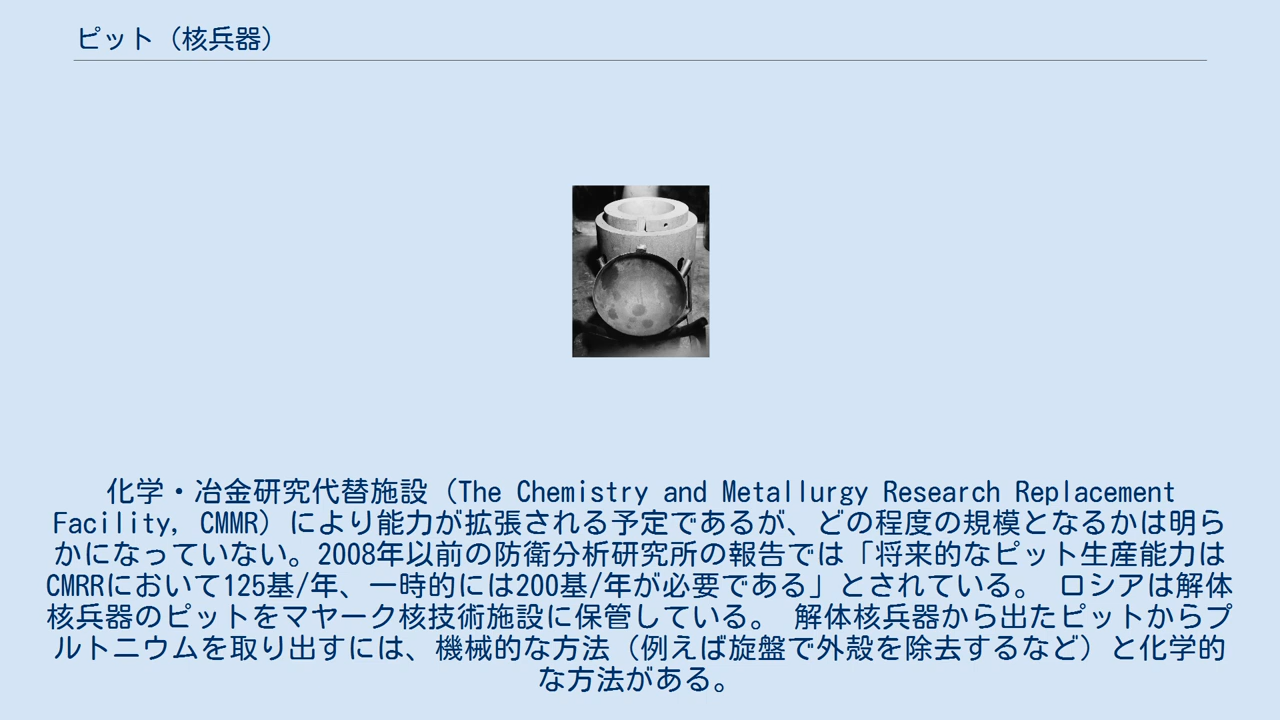 ピット（核兵器）
化学・冶金研究代替施設（The Chemistry and Metallurgy Research Replacement
Facility, CMMR）により能力が拡張される予定であるが、どの程度の規模となるかは明ら
かになっていない。2008年以前の防衛分析研究所の報告では「将来的なピット生産能力は
CMRRにおいて125基/年、一時的には200基/年が必要である」とされている。 ロシアは解体
核兵器のピットをマヤーク核技術施設に保管している。 解体核兵器から出たピットからプ
ルトニウムを取り出すには、機械的な方法（例えば旋盤で外殻を除去するなど）と化学的
な方法がある。